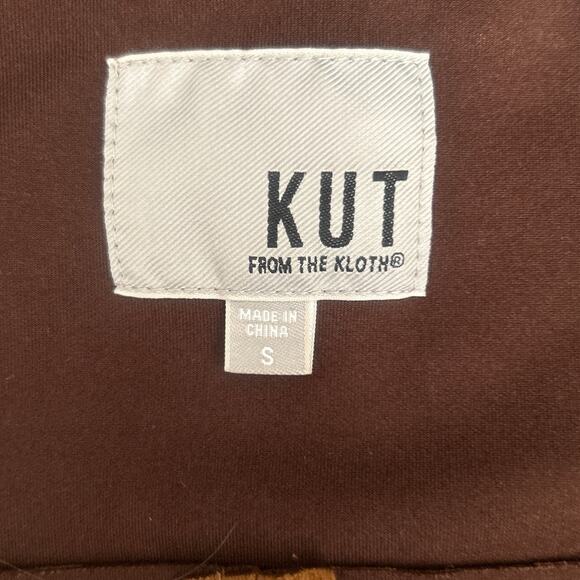 KUT
FROM THE KLOTH®
MADE IN
CHINA
S